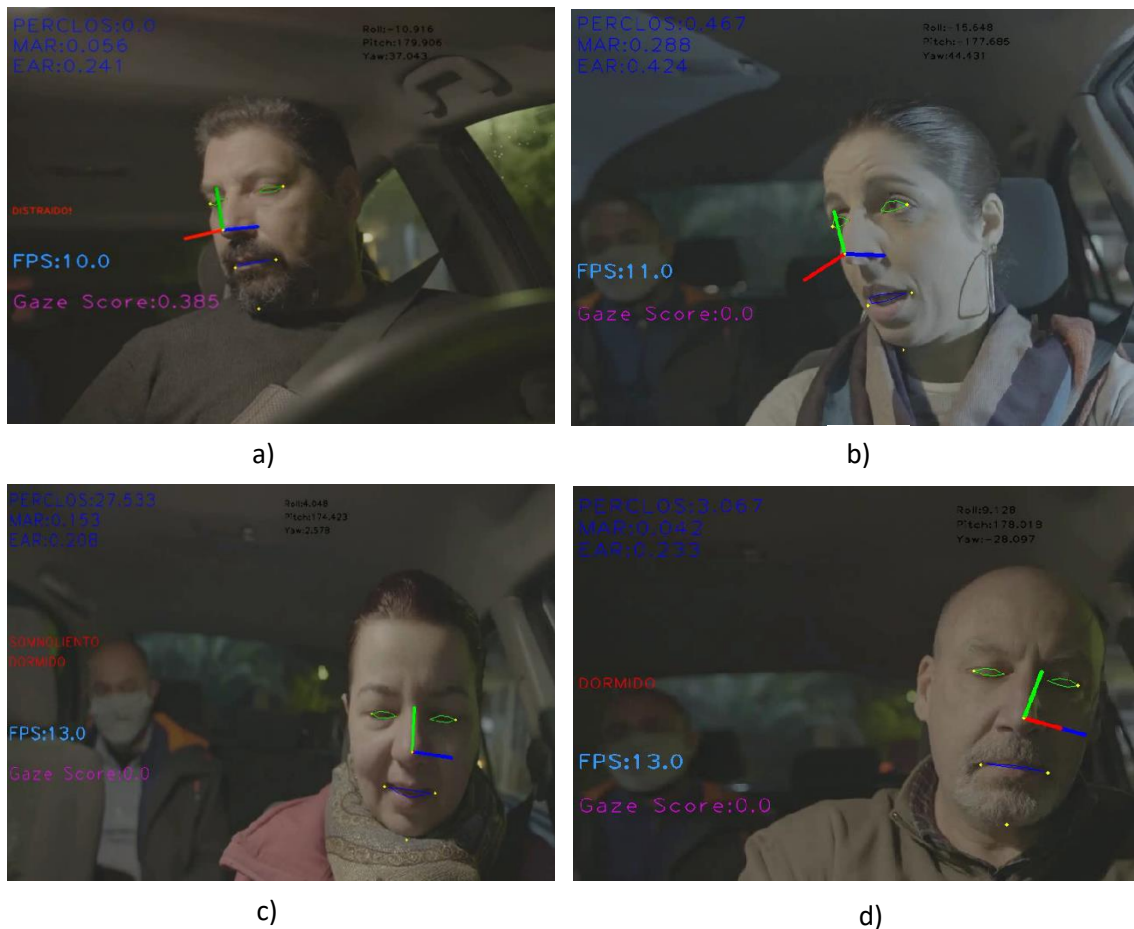 PERCLOS:0.0
MAR:0.056
EAR:0.241
Roll:-10.916
Pitch:179.906
Yaw:37.043
DISTRAIDO!
FPS:10.0
Gaze Score:0.385
a)
PERCLOS:0.467
MAR:0.288
EAR:0.424
Roll:-15.648
Pitch:-177.685
Yaw:44.431
FPS:11.0
Gaze Score:0.0
b)
PERCLOS:27.533
MAR:0.153
EAR:0.208
Roll:4.048
Pitch:174.423
Yaw:2.578
SOMNOLIENTO
DORMIDO
FPS:13.0
Gaze Score:0.0
c)
PERCLOS:3.067
MAR:0.042
EAR:0.233
Roll:9.128
Pitch:178.019
Yaw:-28.097
DORMIDO
FPS:13.0
Gaze Score:0.0
d)